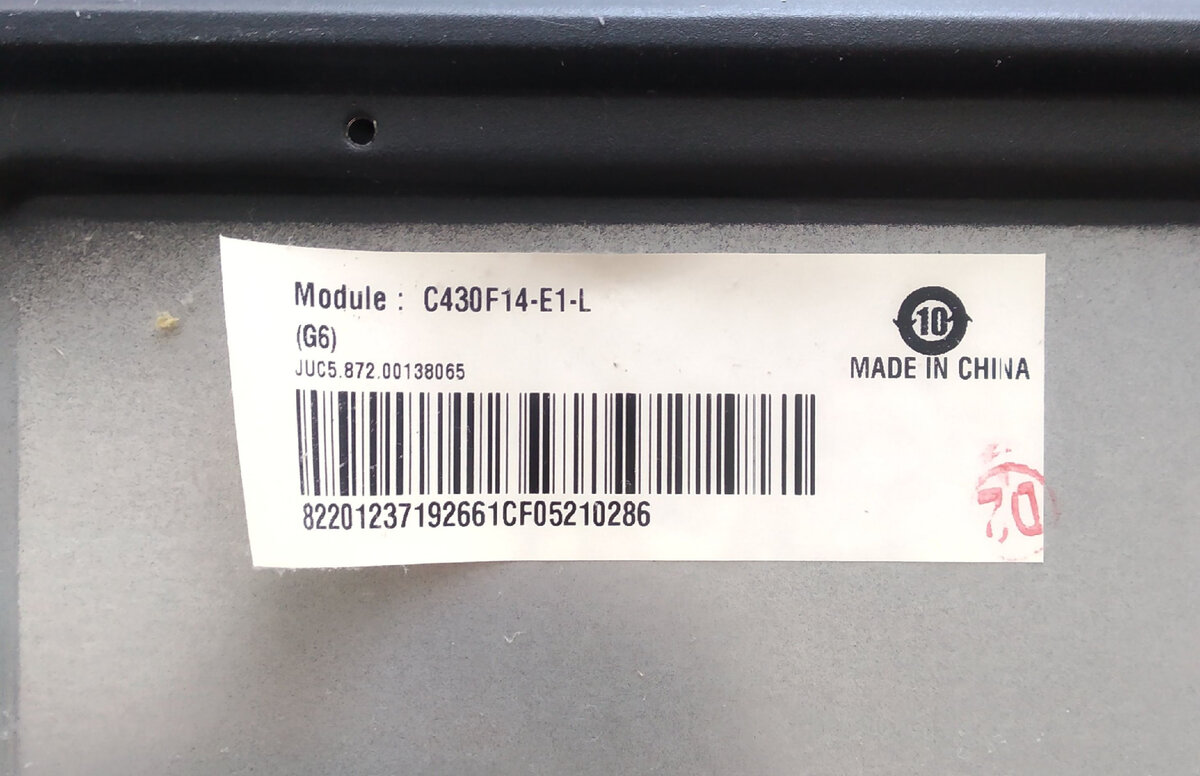 Module : C430F14-E1-L
(G6)
JUC5.872.00138065
82201237192661CF05210286
10
MADE IN CHINA